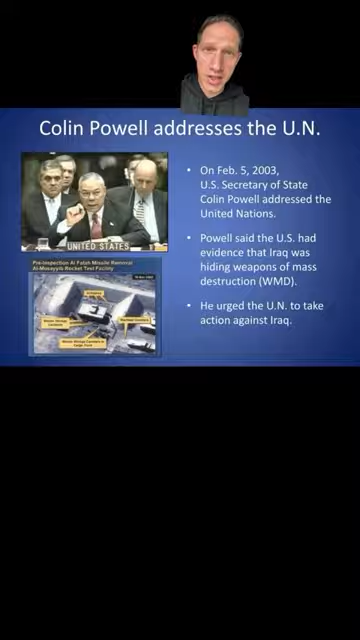 Colin Powell addresses the U.N.
• On Feb. 5, 2003,
U.S. Secretary of State
Colin Powell addressed the
United Nations.
• Powell said the U.S. had
evidence that Iraq was
hiding weapons of mass
destruction (WMD).
• He urged the U.N. to take
action against Iraq.
UNITED STATES
Pre-Inspection Al Fatah Missile Removal
Al-Musayyib Rocket Test Facility